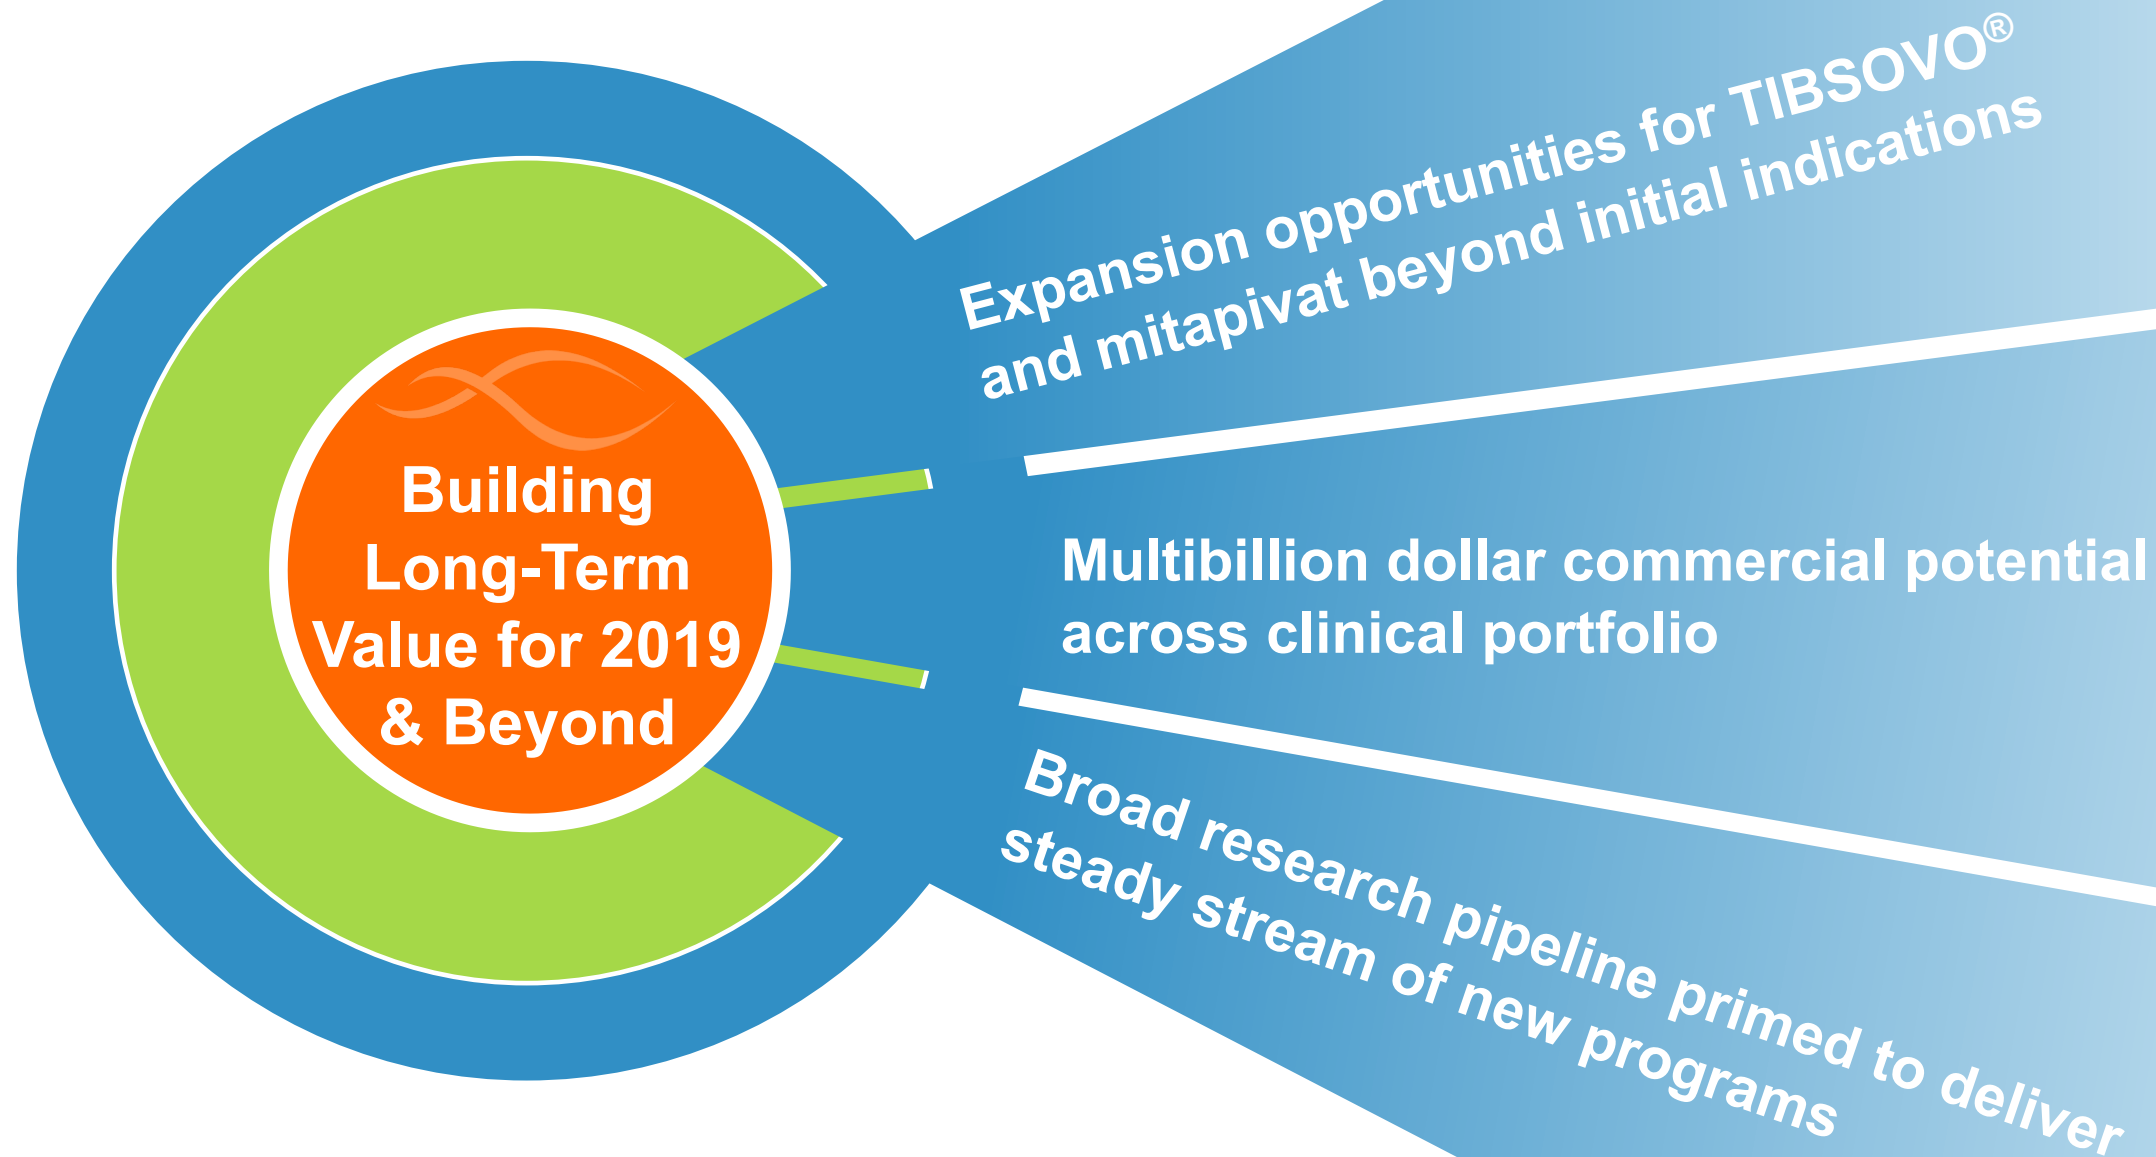 Building
Long-Term
Value for 2019
& Beyond
Expansion opportunities for TIBSOVO®
and mitapivat beyond initial indications
Multibillion dollar commercial potential
across clinical portfolio
Broad research pipeline primed to deliver
steady stream of new programs